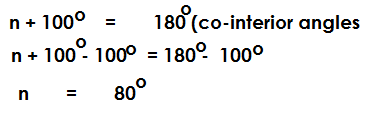 n + 100° = 180°(co-interior angles
n + 100°- 100° = 180°- 100°
n = 80°